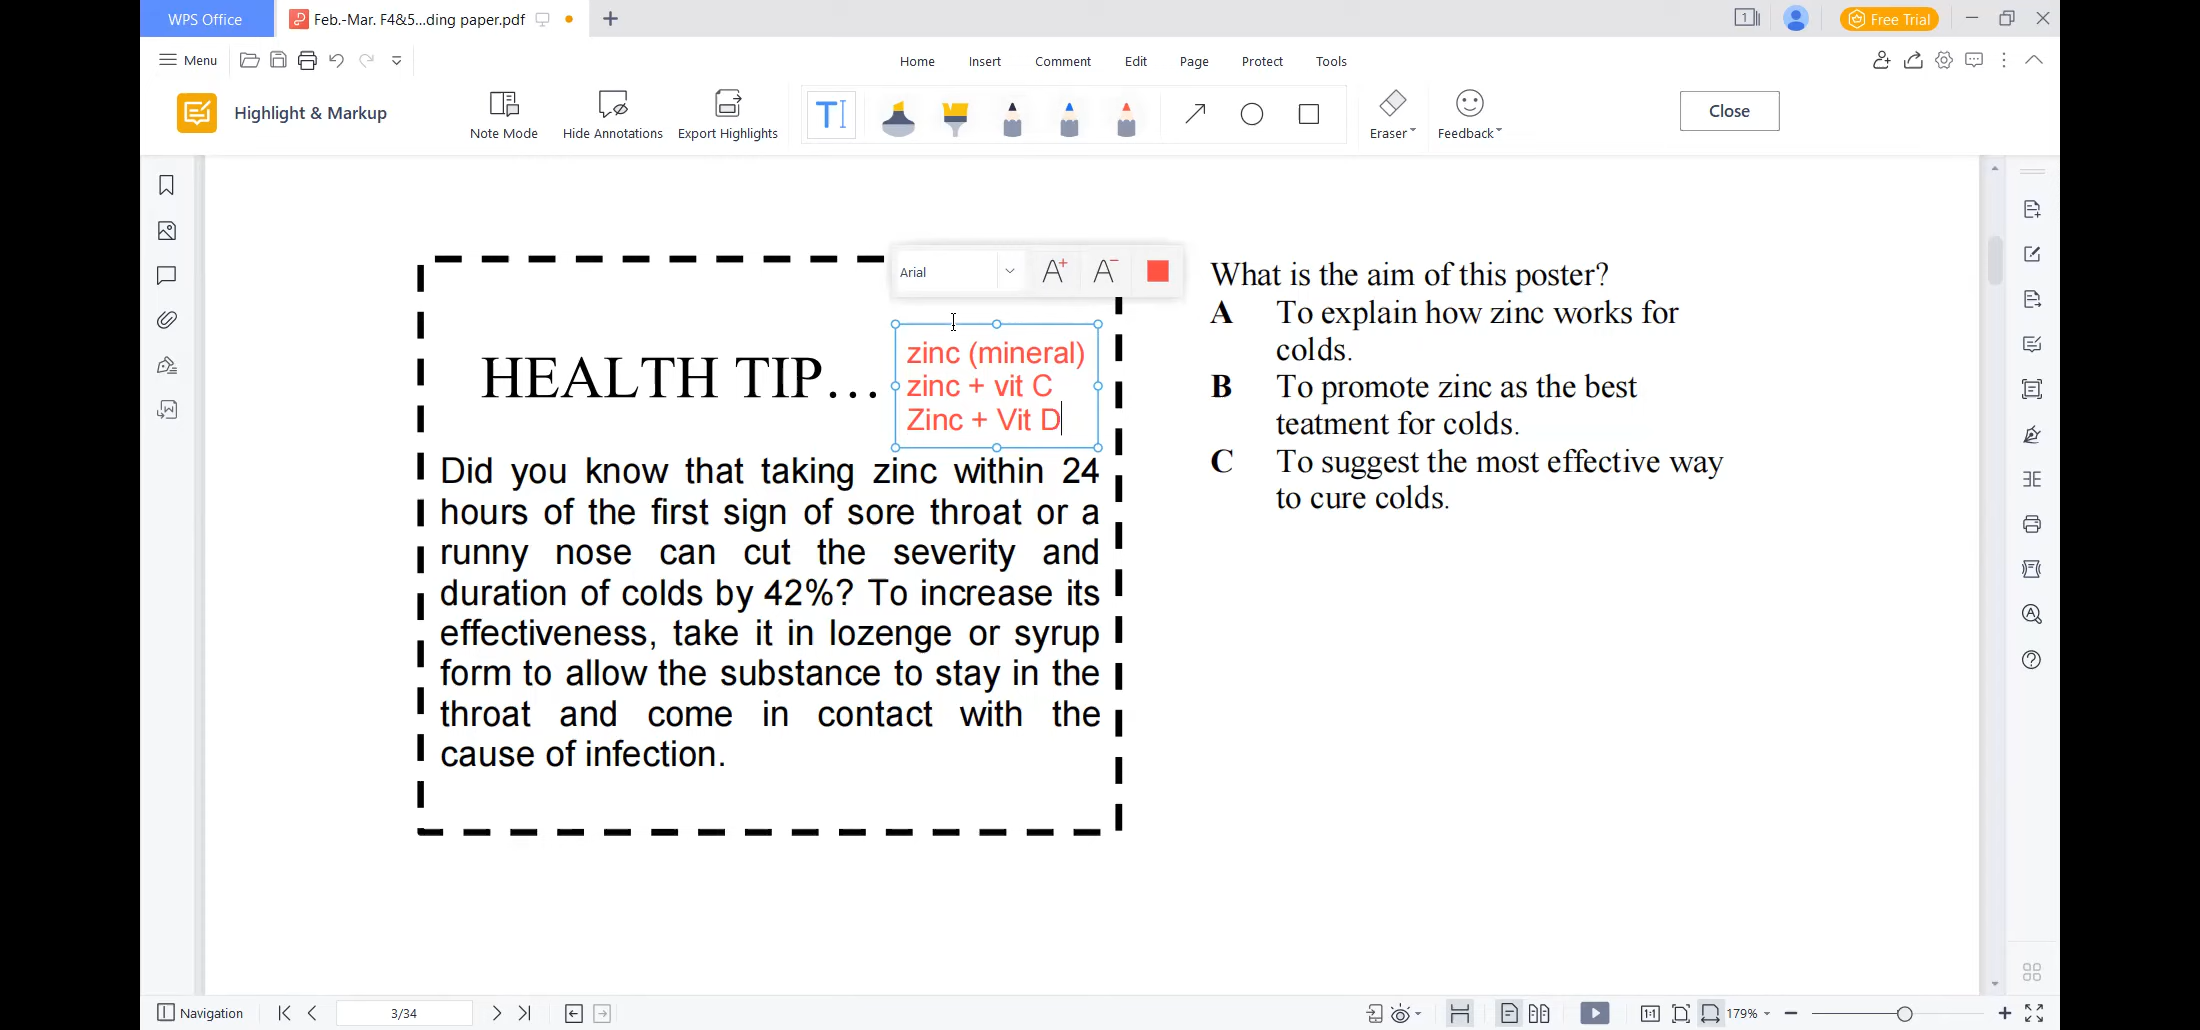 WPS Office
Feb.-Mar. F4&5...ding paper.pdf
1
Free Trial
Menu
Home
Insert
Comment
Edit
Page
Protect
Tools
Highlight & Markup
Note Mode
Hide Annotations
Export Highlights
Eraser
Feedback
Close
Arial
HEALTH TIP...
zinc (mineral)
zinc + vit C
Zinc + Vit D
Did you know that taking zinc within 24
hours of the first sign of sore throat or a
runny nose can cut the severity and
duration of colds by 42%? To increase its
effectiveness, take it in lozenge or syrup
form to allow the substance to stay in the
throat and come in contact with the
cause of infection.
What is the aim of this poster?
A To explain how zinc works for
colds.
B To promote zinc as the best
teatment for colds.
C To suggest the most effective way
to cure colds.
Navigation
3/34
1:1
179%